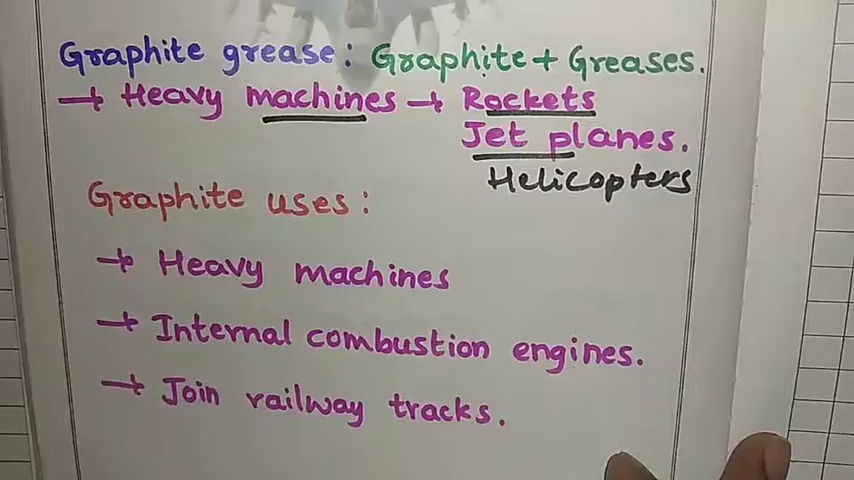 Graphite grease: Graphite + Greases.
→ Heavy machines → Rockets
Jet planes.
Helicopters
Graphite uses:
→ Heavy machines
→ Internal combustion engines.
→ Join railway tracks.